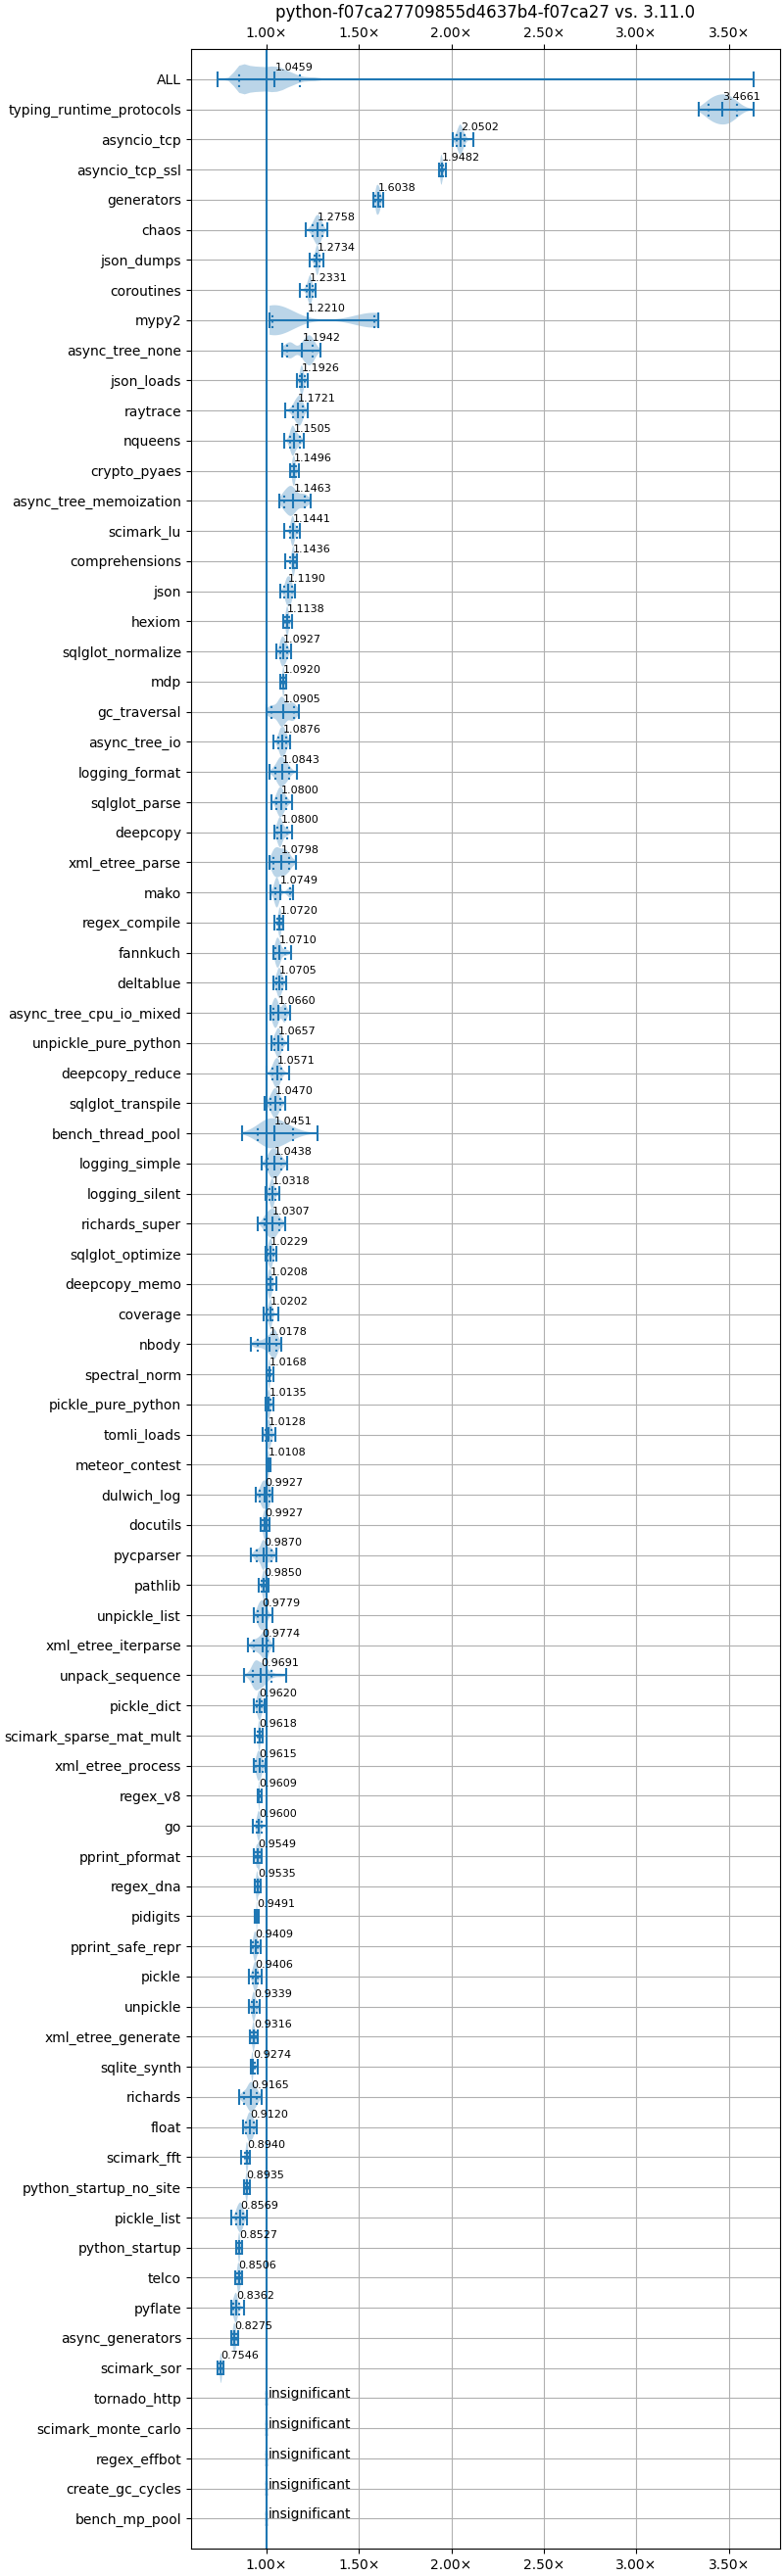 python-f07ca27709855d4637b4-f07ca27 vs. 3.11.0
1.00× 1.50× 2.00× 2.50× 3.00× 3.50×
ALL 1.0459
typing_runtime_protocols 3.4661
asyncio_tcp 2.0502
asyncio_tcp_ssl 1.9482
generators 1.6038
chaos 1.2758
json_dumps 1.2734
coroutines 1.2331
mypy2 1.2210
async_tree_none 1.1942
json_loads 1.1926
raytrace 1.1721
nqueens 1.1505
crypto_pyaes 1.1496
async_tree_memoization 1.1463
scimark_lu 1.1441
comprehensions 1.1436
json 1.1190
hexiom 1.1138
sqlglot_normalize 1.0927
mdp 1.0920
gc_traversal 1.0905
async_tree_io 1.0876
logging_format 1.0843
sqlglot_parse 1.0800
deepcopy 1.0800
xml_etree_parse 1.0798
mako 1.0749
regex_compile 1.0720
fannkuch 1.0710
deltablue 1.0705
async_tree_cpu_io_mixed 1.0660
unpickle_pure_python 1.0657
deepcopy_reduce 1.0571
sqlglot_transpile 1.0470
bench_thread_pool 1.0451
logging_simple 1.0438
logging_silent 1.0318
richards_super 1.0307
sqlglot_optimize 1.0229
deepcopy_memo 1.0208
coverage 1.0202
nbody 1.0178
spectral_norm 1.0168
pickle_pure_python 1.0135
tomli_loads 1.0128
meteor_contest 1.0108
dulwich_log 0.9927
docutils 0.9927
pycparser 0.9870
pathlib 0.9850
unpickle_list 0.9779
xml_etree_iterparse 0.9774
unpack_sequence 0.9691
pickle_dict 0.9620
scimark_sparse_mat_mult 0.9618
xml_etree_process 0.9615
regex_v8 0.9609
go 0.9600
pprint_pformat 0.9549
regex_dna 0.9535
pidigits 0.9491
pprint_safe_repr 0.9409
pickle 0.9406
unpickle 0.9339
xml_etree_generate 0.9316
sqlite_synth 0.9274
richards 0.9165
float 0.9120
scimark_fft 0.8940
python_startup_no_site 0.8935
pickle_list 0.8569
python_startup 0.8527
telco 0.8506
pyflate 0.8362
async_generators 0.8275
scimark_sor 0.7546
tornado_http insignificant
scimark_monte_carlo insignificant
regex_effbot insignificant
create_gc_cycles insignificant
bench_mp_pool insignificant
1.00× 1.50× 2.00× 2.50× 3.00× 3.50×